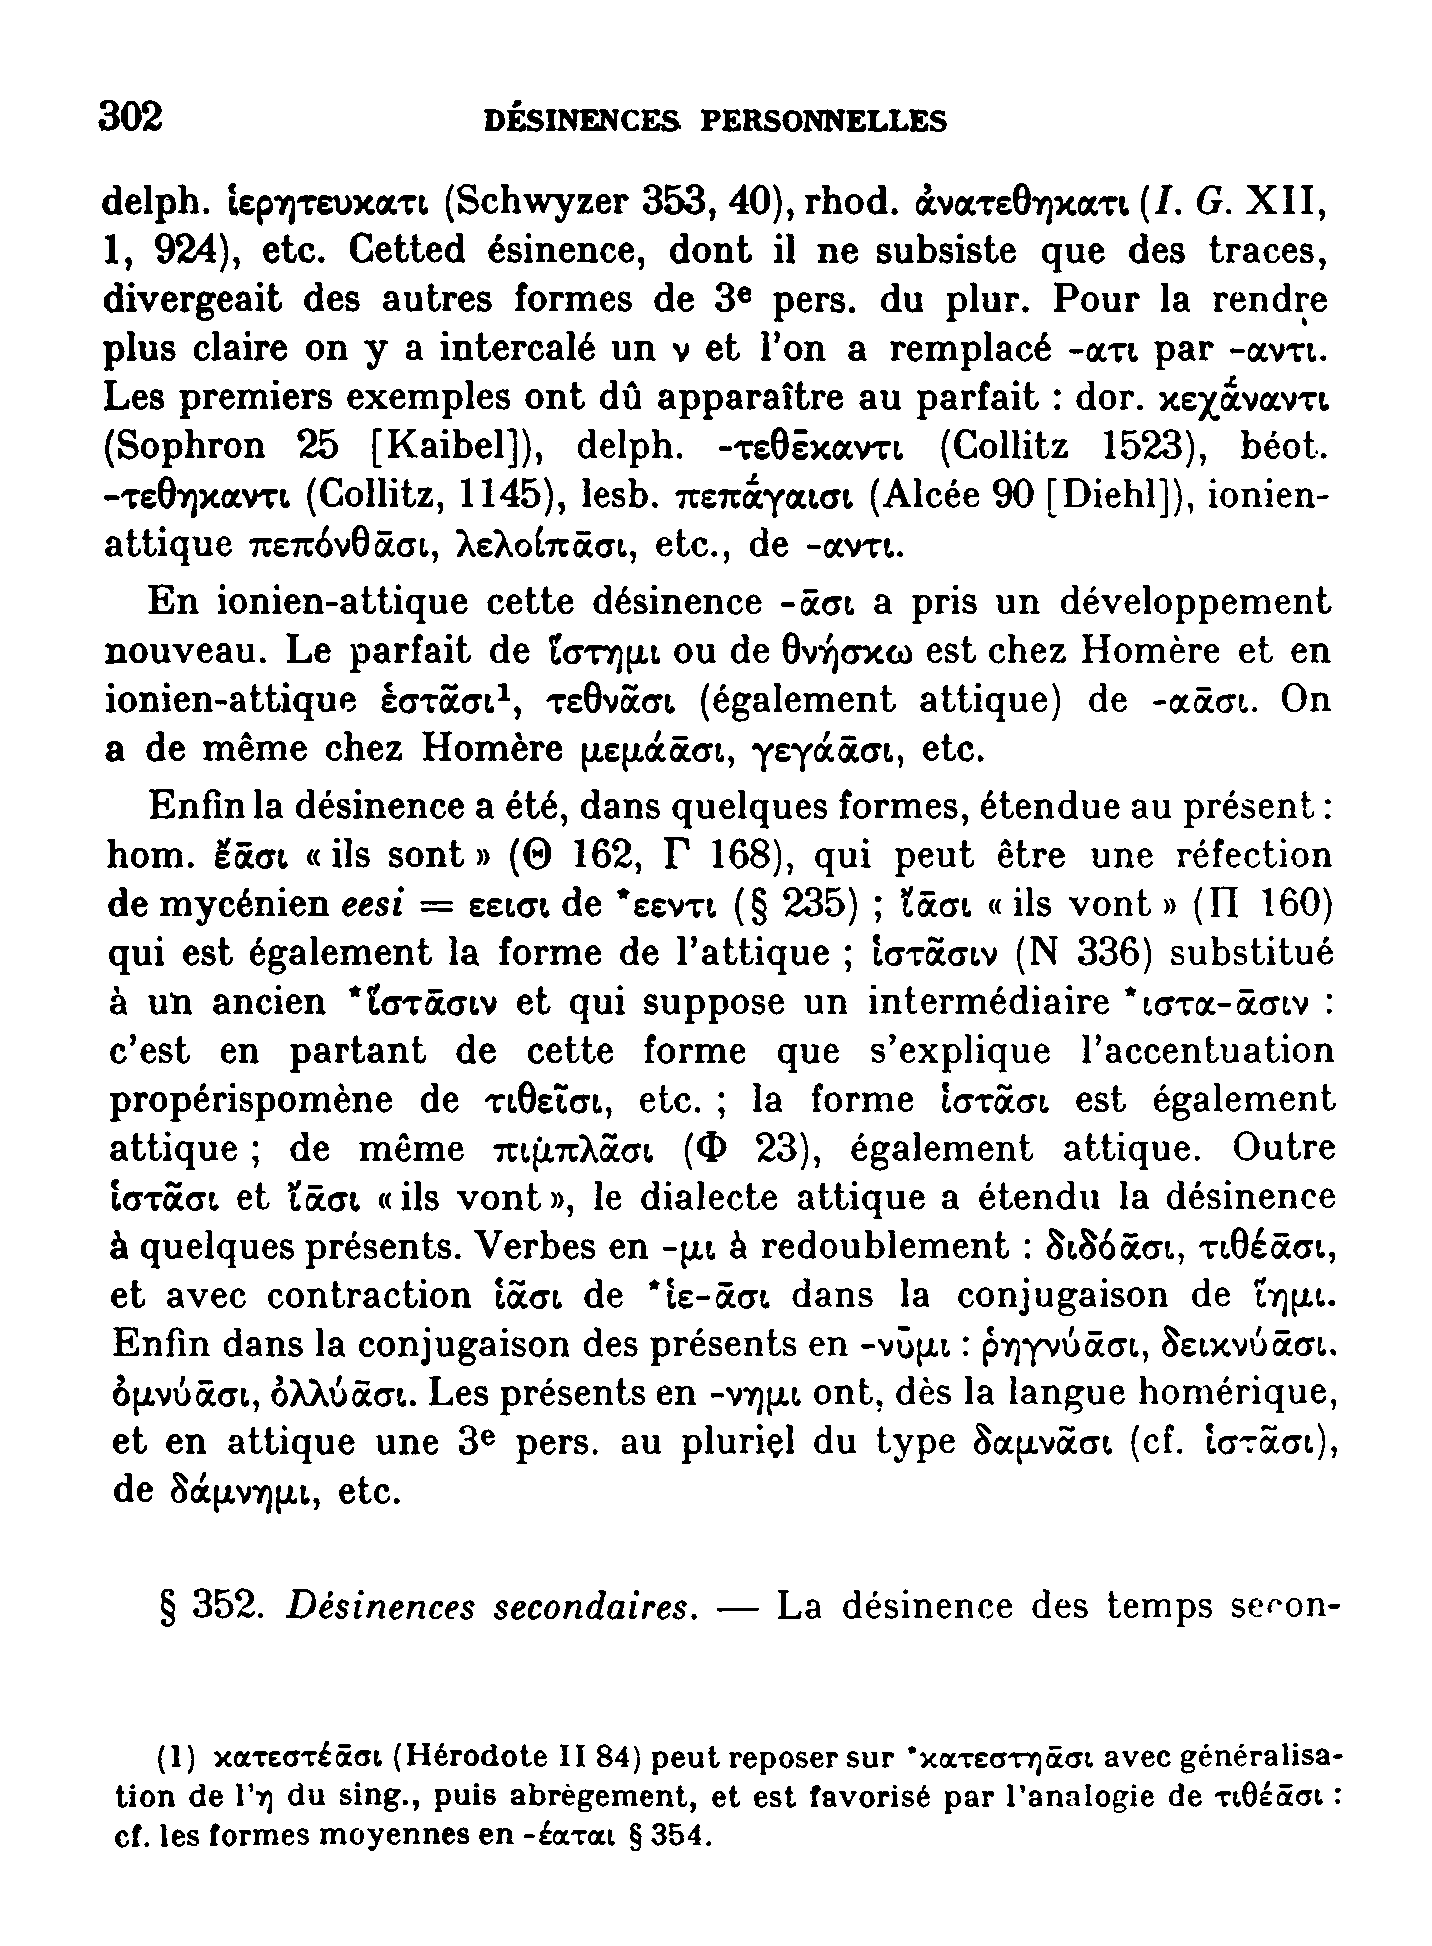 302 DÉSINENCES PERSONNELLES
delph. ἱερητευκατι (Schwyzer 353, 40), rhod. ἀνατεθηκατι (I. G. XII,
1, 924), etc. Cetted ésinence, dont il ne subsiste que des traces,
divergeait des autres formes de 3e pers. du plur. Pour la rendre
plus claire on y a intercalé un ν et l'on a remplacé -ατι par -αντι.
Les premiers exemples ont dû apparaître au parfait : dor. κεχᾱ́ναντι
(Sophron 25 [Kaibel]), delph. -τεθε̄καντι (Collitz 1523), béot.
-τεθηκαντι (Collitz, 1145), lesb. πεπᾱ́γαισι (Alcée 90 [Diehl]), ionien-
attique πεπόνθᾱσι, λελοίπᾱσι, etc., de -αντι.
En ionien-attique cette désinence -ᾱσι a pris un développement
nouveau. Le parfait de ἵστημι ou de θνῄσκω est chez Homère et en
ionien-attique ἑστᾶσι¹, τεθνᾶσι (également attique) de -αᾱσι. On
a de même chez Homère μεμάᾱσι, γεγάᾱσι, etc.
Enfin la désinence a été, dans quelques formes, étendue au présent :
hom. ἔᾱσι « ils sont » (Θ 162, Γ 168), qui peut être une réfection
de mycénien eesi = εεισι de *εεντι (§ 235) ; ἴᾱσι « ils vont » (Π 160)
qui est également la forme de l'attique ; ἱστᾶσιν (N 336) substitué
à un ancien *ἵστᾱσιν et qui suppose un intermédiaire *ιστα-ᾱσιν :
c'est en partant de cette forme que s'explique l'accentuation
propérispomène de τιθεῖσι, etc. ; la forme ἱστᾶσι est également
attique ; de même πιμπλᾶσι (Φ 23), également attique. Outre
ἱστᾶσι et ἴᾱσι « ils vont », le dialecte attique a étendu la désinence
à quelques présents. Verbes en -μι à redoublement : διδόᾱσι, τιθέᾱσι,
et avec contraction ἱᾶσι de *ἱε-ᾱσι dans la conjugaison de ἵημι.
Enfin dans la conjugaison des présents en -νῡμι : ῥηγνύᾱσι, δεικνύᾱσι.
ὀμνύᾱσι, ὀλλύᾱσι. Les présents en -νημι ont, dès la langue homérique,
et en attique une 3e pers. au pluriel du type δαμνᾶσι (cf. ἱστᾶσι),
de δάμνημι, etc.
§ 352. Désinences secondaires. — La désinence des temps secon-
(1) κατεστέᾱσι (Hérodote II 84) peut reposer sur *κατεστηᾱσι avec généralisa-
tion de l'η du sing., puis abrègement, et est favorisé par l'analogie de τιθέᾱσι :
cf. les formes moyennes en -έαται § 354.